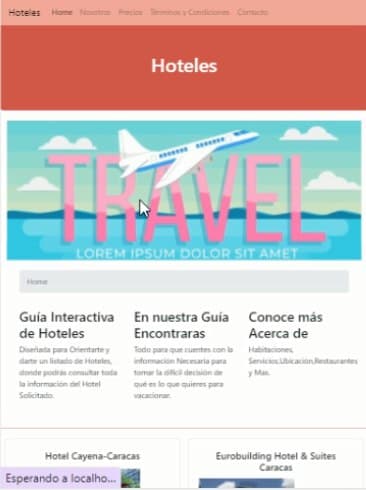 Hoteles Home Nosotros Precios Términos y Condiciones Contacto
Hoteles
TRAVEL
LOREM IPSUM DOLOR SIT AMET
Home
Guía Interactiva
de Hoteles
Diseñada para Orientarte y
darte un listado de Hoteles,
donde podrás consultar toda
la información del Hotel
Solicitado.
En nuestra Guía
Encontraras
Todo para que cuentes con la
información Necesaria para
tomar la difícil decisión de
qué es lo que quieres para
vacacionar.
Conoce más
Acerca de
Habitaciones,
Servicios,Ubicación,Restaurantes
y Mas.
Hotel Cayena-Caracas
Eurobuilding Hotel & Suites
Caracas
Esperando a localho...